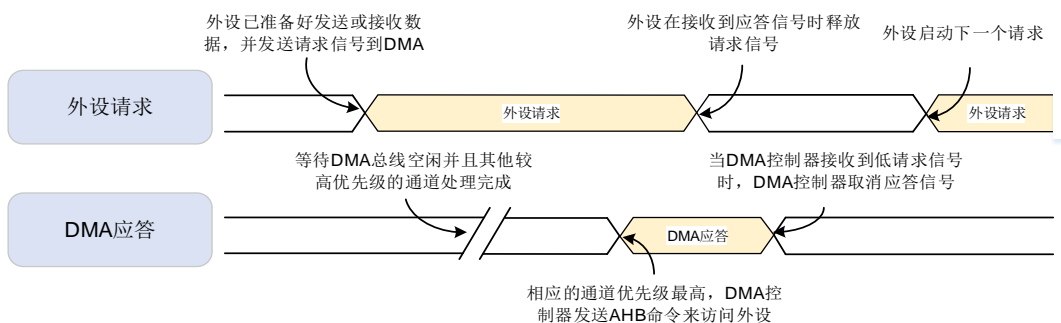 外设已准备好发送或接收数
据，并发送请求信号到DMA
外设在接收到应答信号时释放
请求信号
外设启动下一个请求
外设请求
外设请求
外设请求
等待DMA总线空闲并且其他较
高优先级的通道处理完成
当DMA控制器接收到低请求信号
时，DMA控制器取消应答信号
DMA应答
DMA应答
相应的通道优先级最高，DMA控
制器发送AHB命令来访问外设